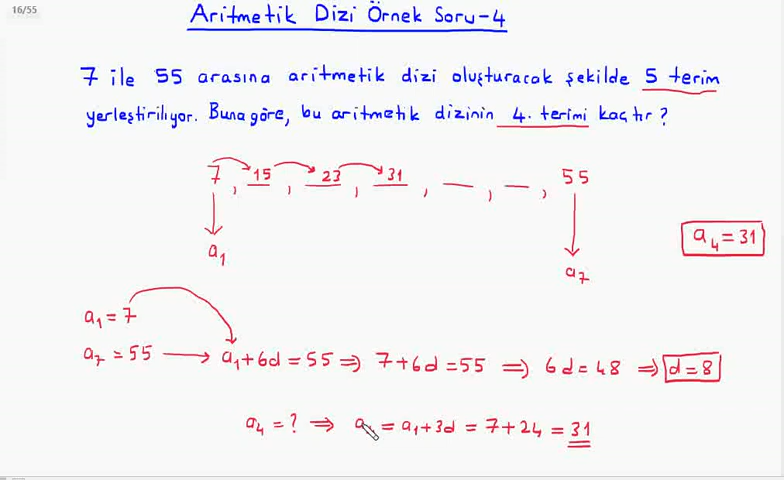 16/55
Aritmetik Dizi Örnek Soru-4
7 ile 55 arasına aritmetik dizi oluşturacak şekilde 5 terim
yerleştiriliyor. Buna göre, bu aritmetik dizinin 4. terimi kaçtır?
7, 15, 23, 31, __, __, 55
a₁ a₇
a₄ = 31
a₁ = 7
a₇ = 55 → a₁+6d = 55 ⇒ 7+6d = 55 ⇒ 6d = 48 ⇒ d = 8
a₄ = ? ⇒ a₄ = a₁+3d = 7+24 = 31